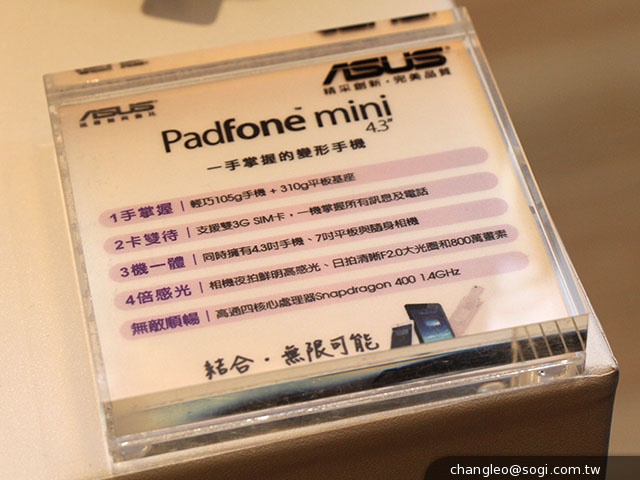 ASUS
精采創新·完美品質
ASUS
Padfone mini
4.3"
一手掌握的變形手機
1手掌握 | 輕巧105g手機 + 310g平板基座
2卡雙待 | 支援雙3G SIM卡，一機掌握所有訊息及電話
3機一體 | 同時擁有4.3吋手機、7吋平板與隨身相機
4倍感光 | 相機夜拍鮮明高感光、日拍清晰F2.0大光圈和800萬畫素
無敵順暢 | 高通四核心處理器Snapdragon 400 1.4GHz
結合·無限可能
changleo@sogi.com.tw